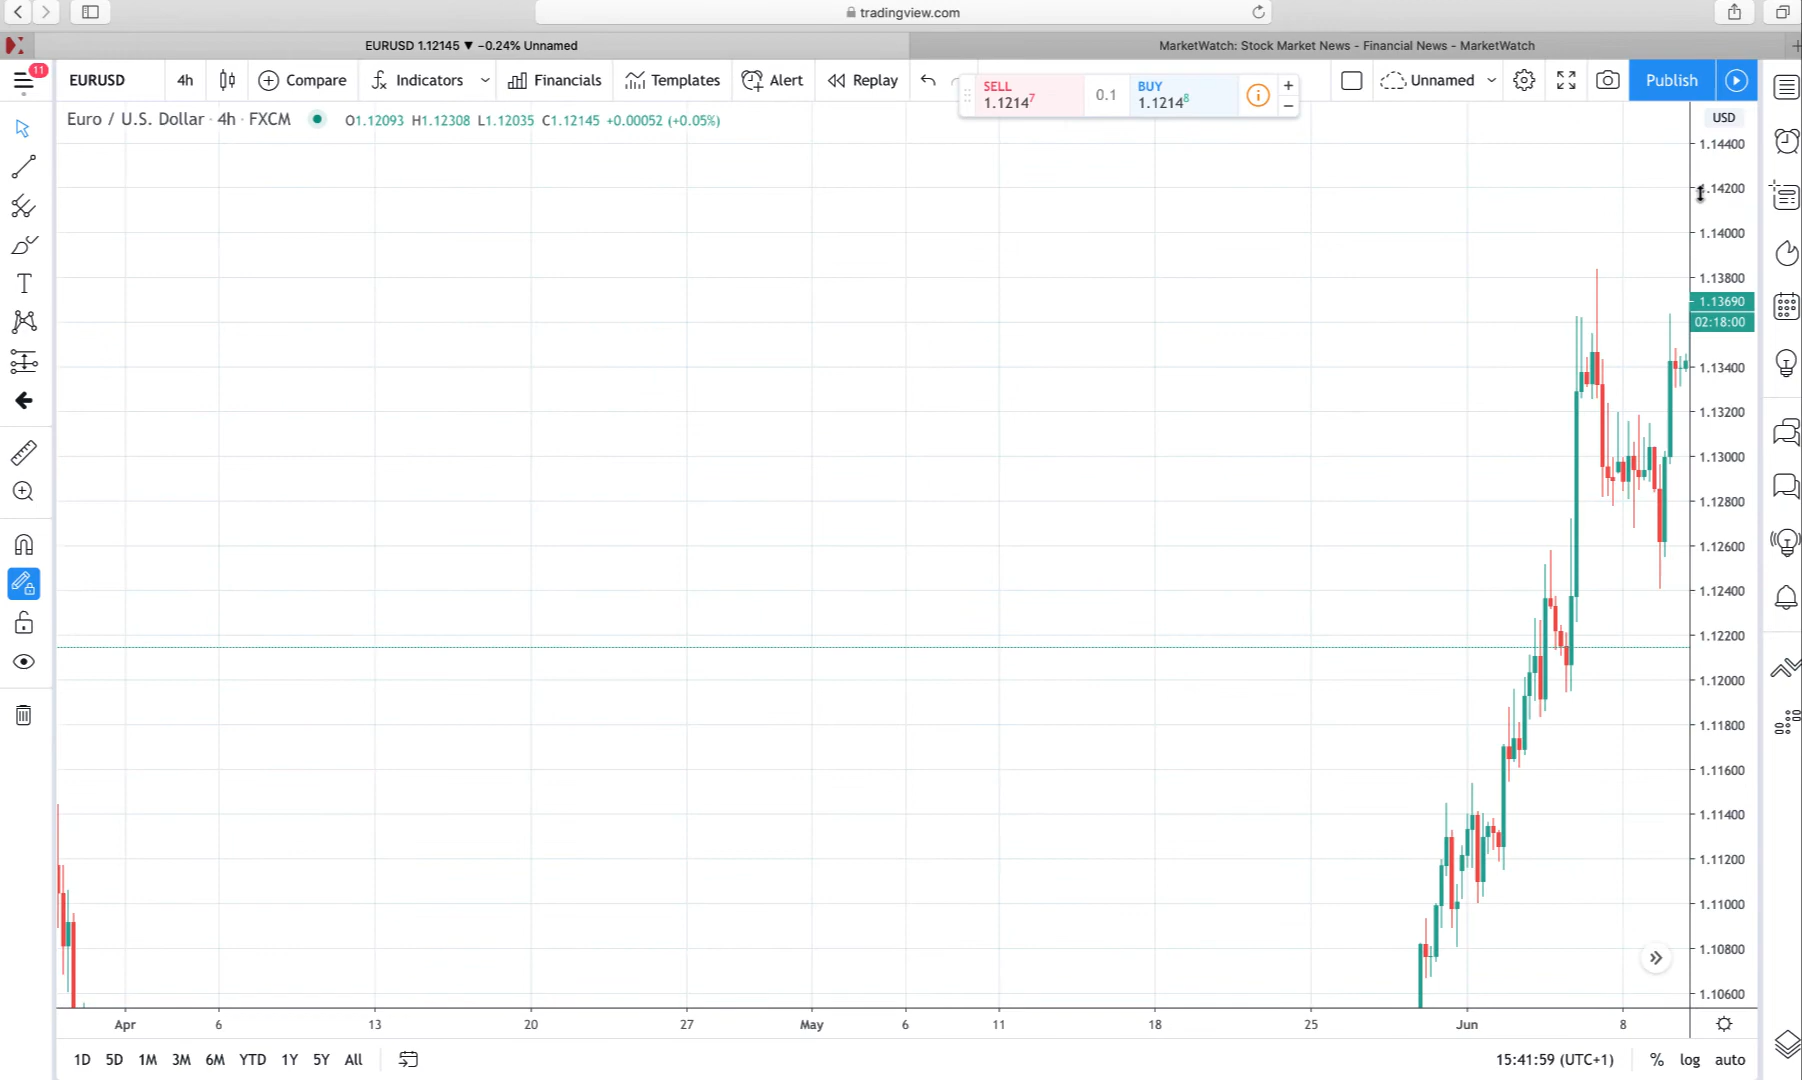 tradingview.com
EURUSD 1.12145 ▼ −0.24% Unnamed
MarketWatch: Stock Market News - Financial News - MarketWatch
11
EURUSD
4h
Compare
Indicators
Financials
Templates
Alert
Replay
SELL
1.12147
0.1
BUY
1.12148
Unnamed
Publish
Euro / U.S. Dollar · 4h · FXCM
O1.12093 H1.12308 L1.12035 C1.12145 +0.00052 (+0.05%)
USD
1.14400
1.14200
1.14000
1.13800
1.13690
02:18:00
1.13400
1.13200
1.13000
1.12800
1.12600
1.12400
1.12200
1.12000
1.11800
1.11600
1.11400
1.11200
1.11000
1.10800
1.10600
Apr 6 13 20 27 May 6 11 18 25 Jun 8
1D 5D 1M 3M 6M YTD 1Y 5Y All
15:41:59 (UTC+1) % log auto